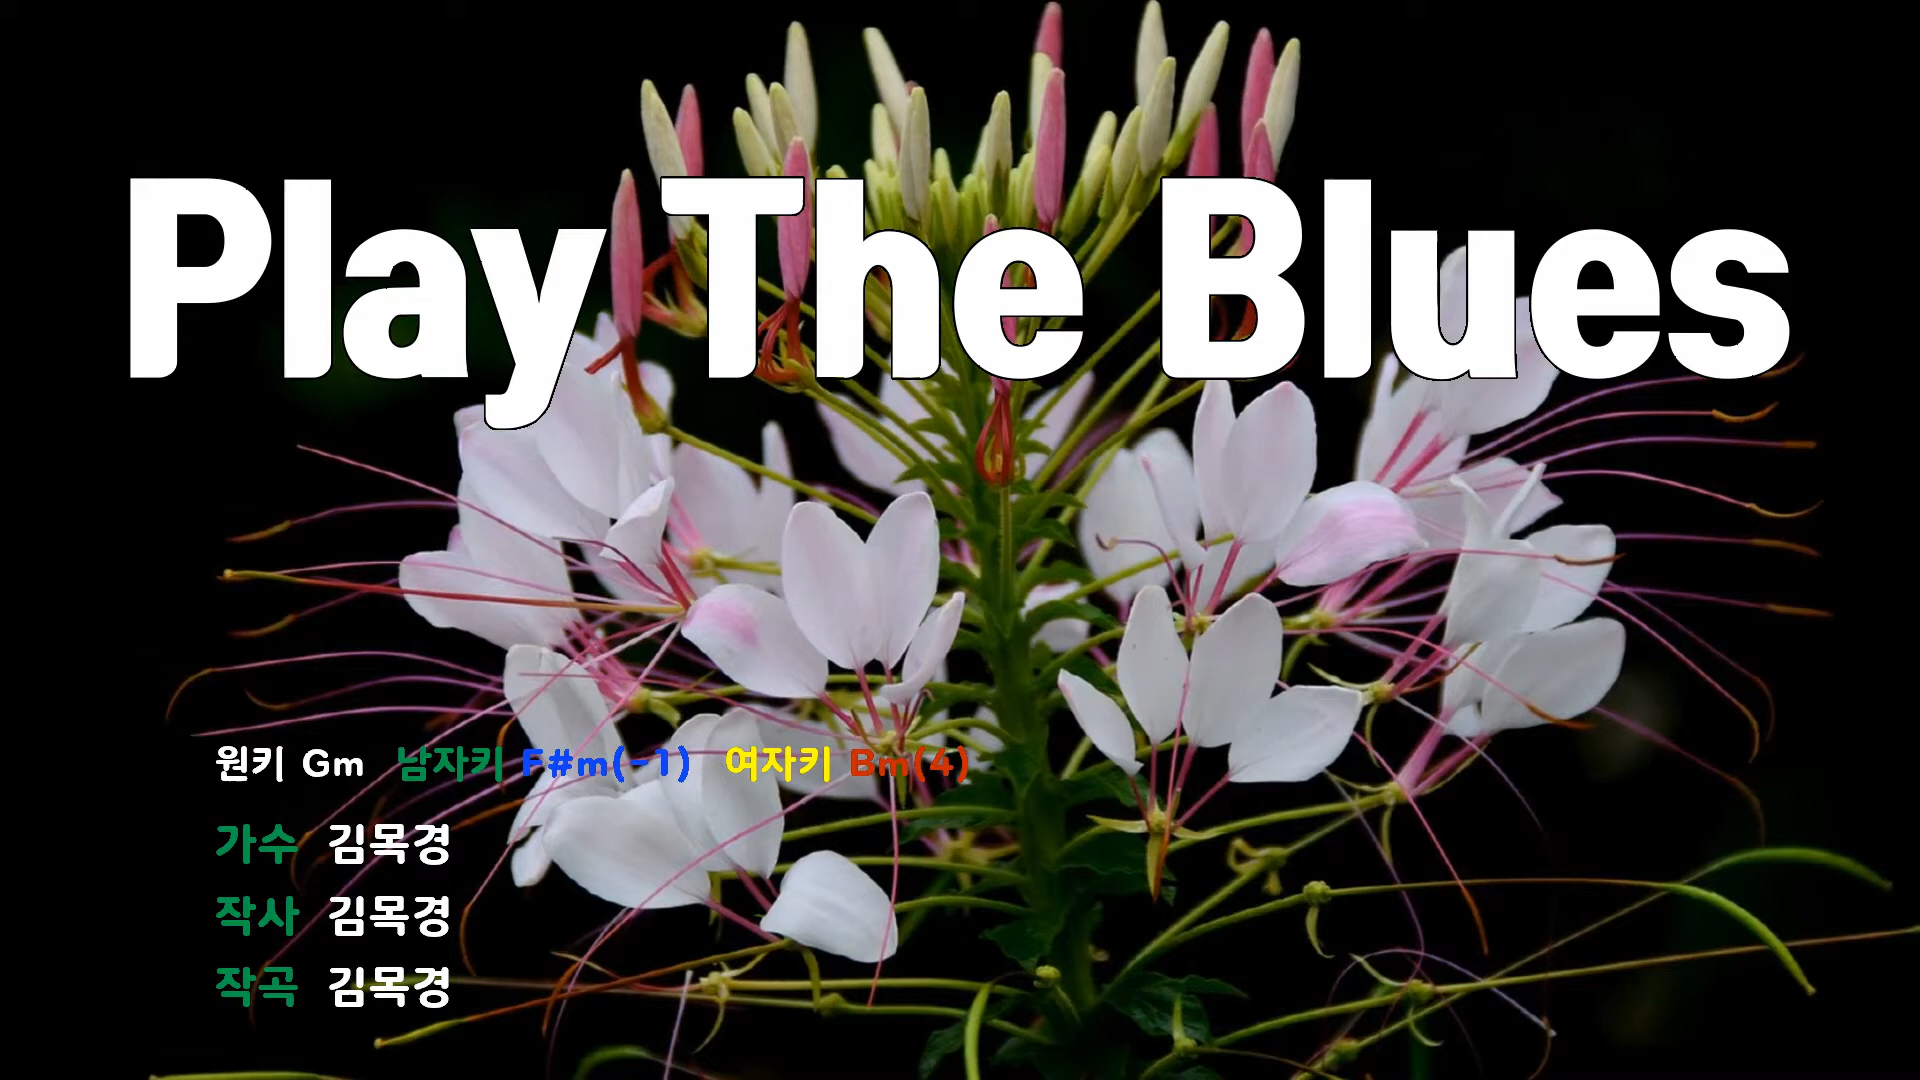 Play The Blues
원키 Gm 남자키 F#m(-1) 여자키 Bm(4)
가수 김목경
작사 김목경
작곡 김목경